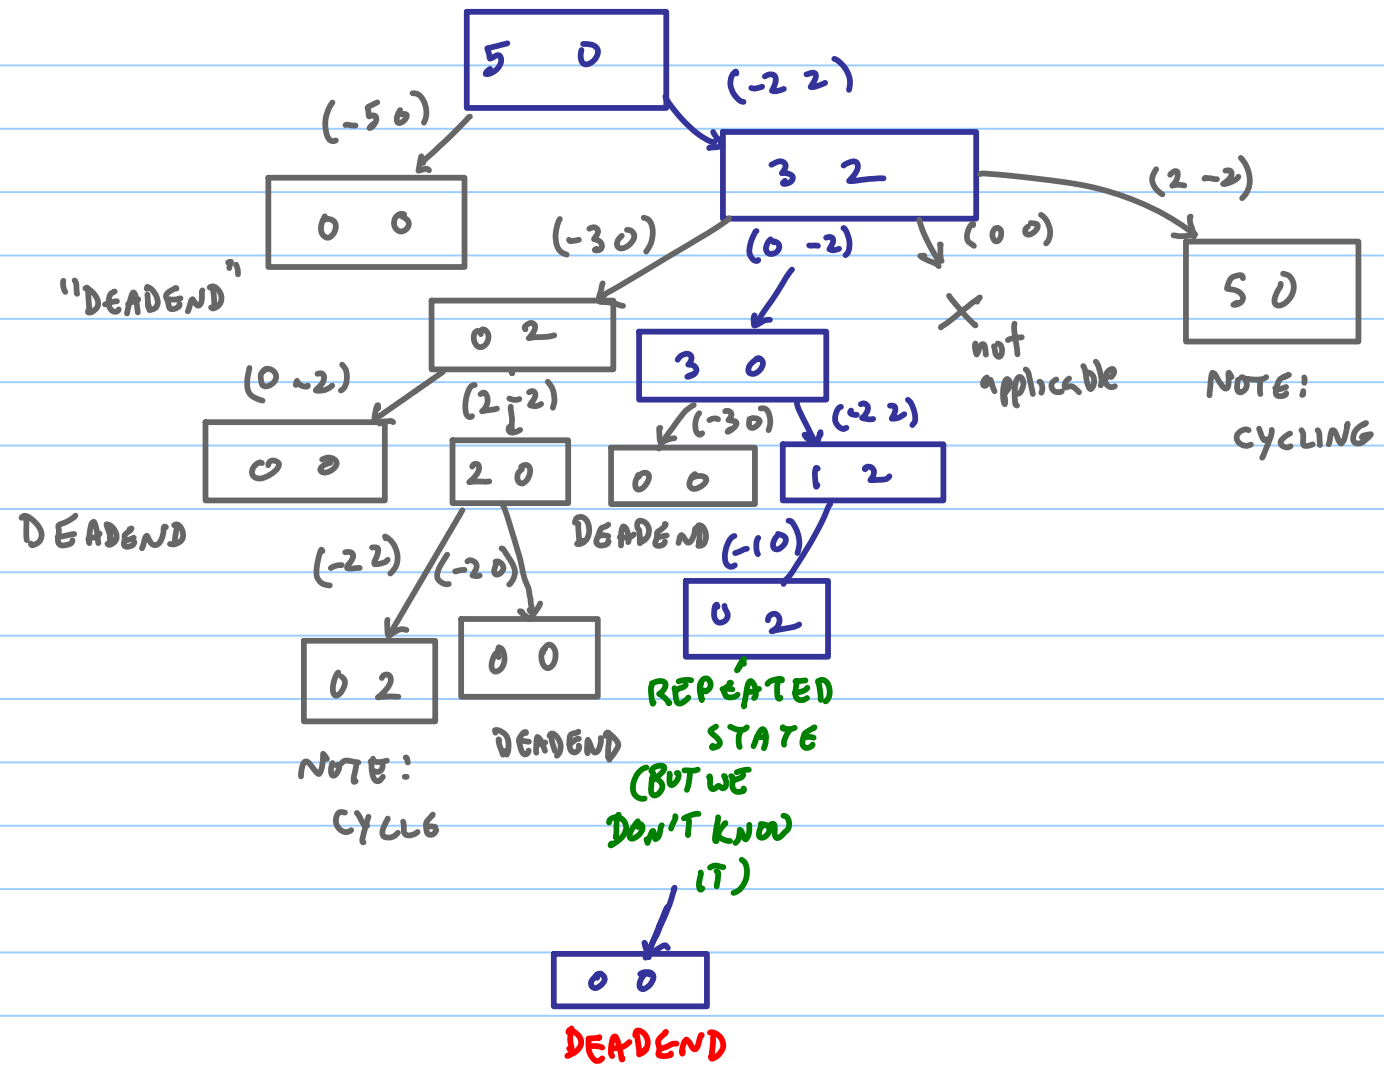 5 0
(-2 2)
(-5 0)
3 2
(2 -2)
0 0
(-3 0)
(0 -2)
(0 0)
"DEADEND"
5 0
0 2
3 0
not
applicable
NOTE:
CYCLING
(0 -2)
(2 -2)
(-3 0)
(-2 2)
0 0
2 0
0 0
1 2
DEADEND
DEADEND
(-2 2)
(-2 0)
(-1 0)
0 2
0 0
0 2
NOTE:
CYCLE
DEADEND
REPEATED
STATE
(BUT WE
DON'T KNOW
IT)
0 0
DEADEND